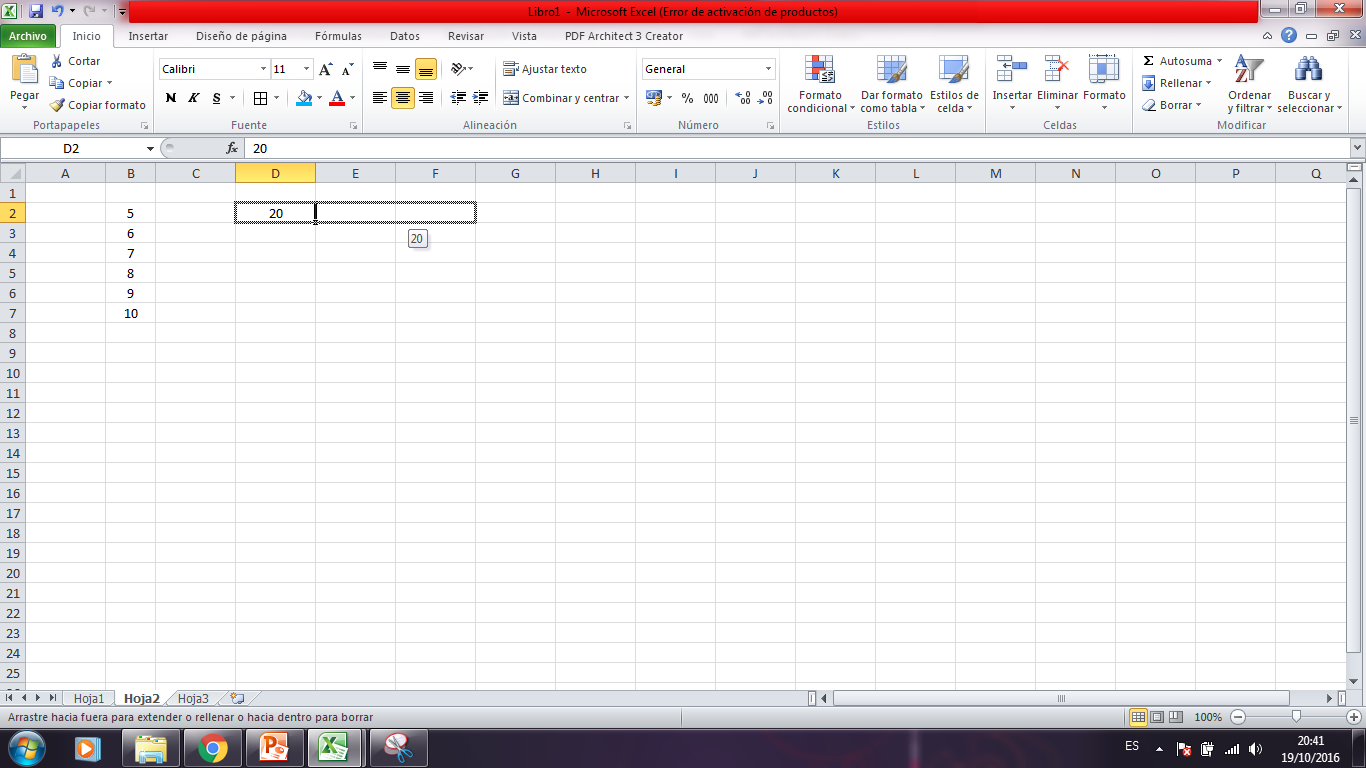 Libro1 - Microsoft Excel (Error de activación de productos)
Archivo Inicio Insertar Diseño de página Fórmulas Datos Revisar Vista PDF Architect 3 Creator
Pegar
Cortar
Copiar
Copiar formato
Portapapeles
Calibri 11
N K S
Fuente
Ajustar texto
Combinar y centrar
Alineación
General
% 000
Número
Formato condicional
Dar formato como tabla
Estilos de celda
Estilos
Insertar Eliminar Formato
Celdas
Σ Autosuma
Rellenar
Borrar
Ordenar y filtrar
Buscar y seleccionar
Modificar
D2 fx 20
A B C D E F G H I J K L M N O P Q
1
2 5 20
3 6 20
4 7
5 8
6 9
7 10
8
9
10
11
12
13
14
15
16
17
18
19
20
21
22
23
24
25
Hoja1 Hoja2 Hoja3
Arrastre hacia fuera para extender o rellenar o hacia dentro para borrar 100%
ES 20:41
19/10/2016